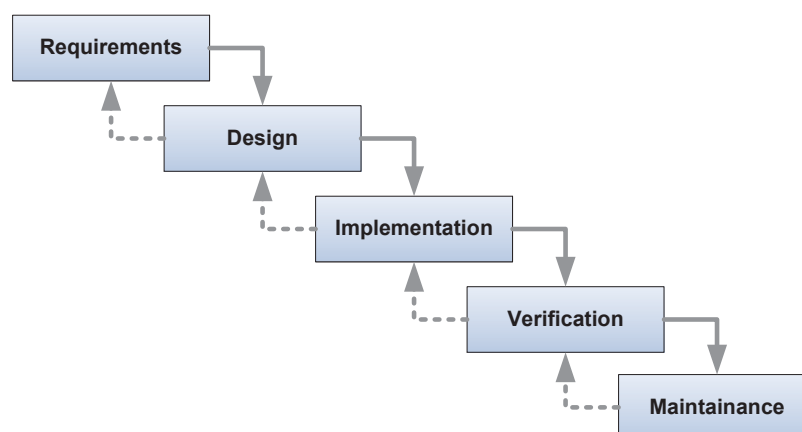 Requirements
Design
Implementation
Verification
Maintainance